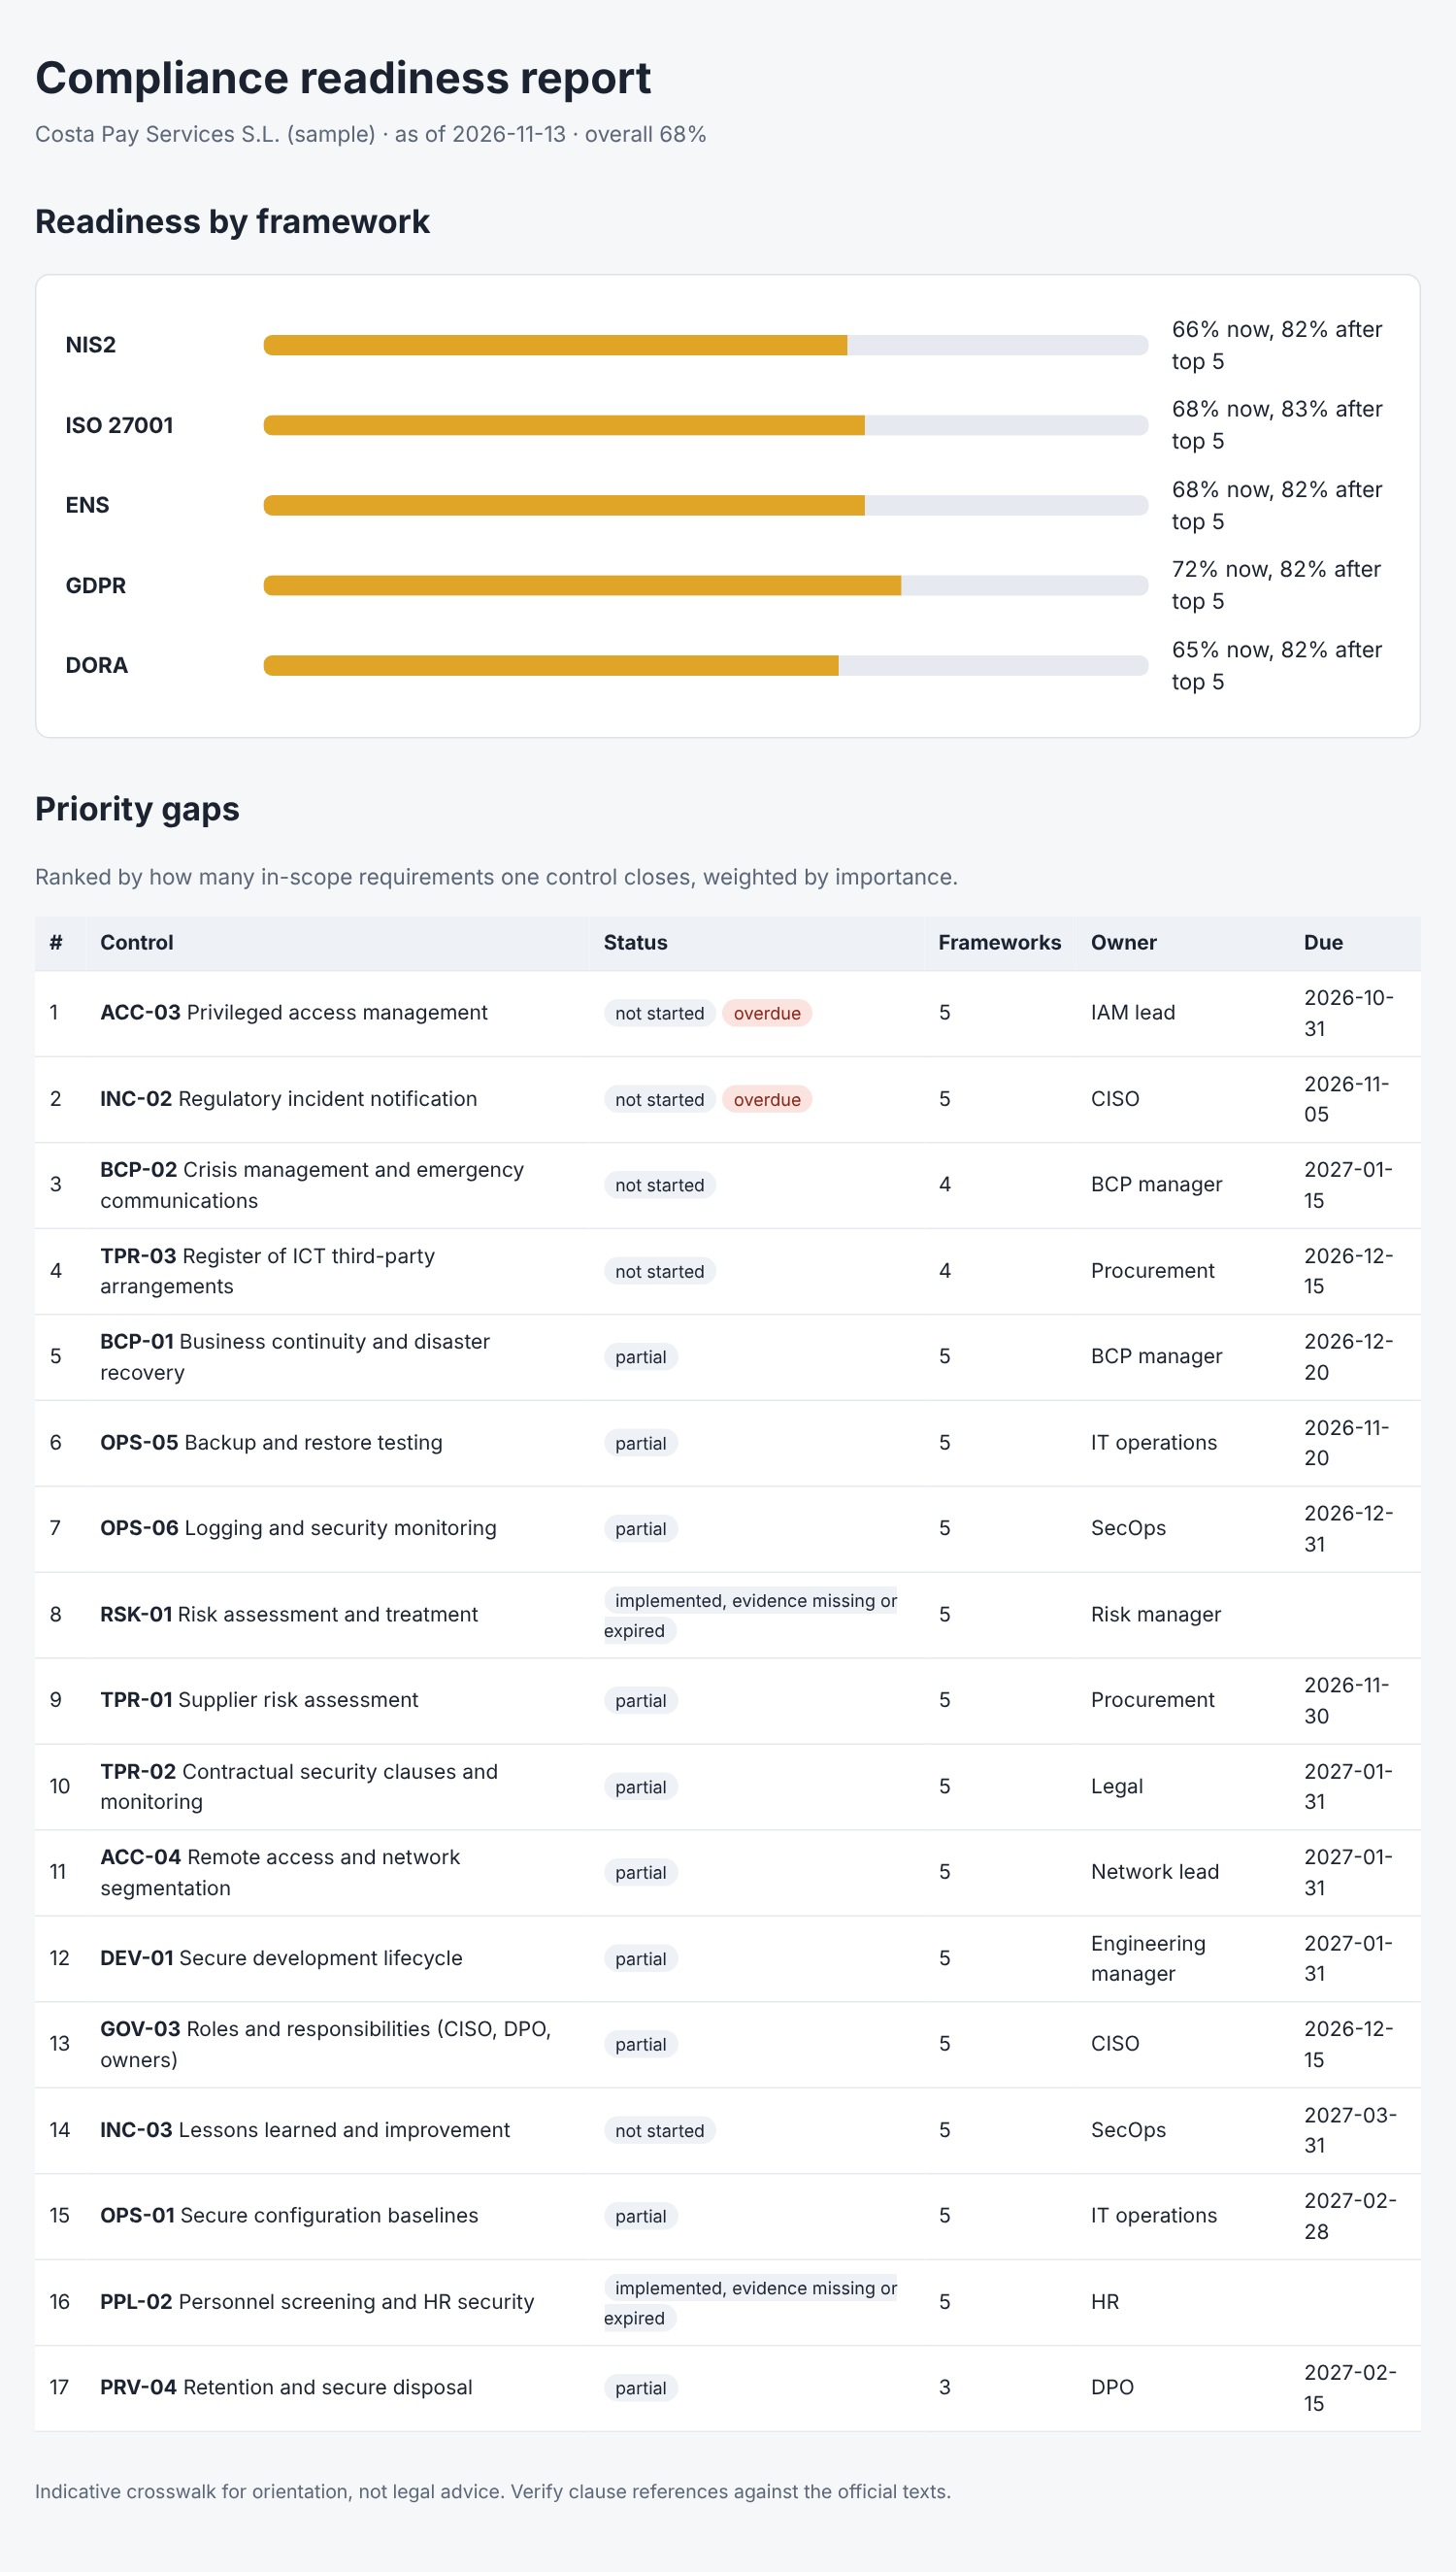 Compliance readiness report
Costa Pay Services S.L. (sample) · as of 2026-11-13 · overall 68%
Readiness by framework
NIS2
66% now, 82% after
top 5
ISO 27001
68% now, 83% after
top 5
ENS
68% now, 82% after
top 5
GDPR
72% now, 82% after
top 5
DORA
65% now, 82% after
top 5
Priority gaps
Ranked by how many in-scope requirements one control closes, weighted by importance.
# Control Status Frameworks Owner Due
1 ACC-03 Privileged access management not started overdue 5 IAM lead 2026-10-
31
2 INC-02 Regulatory incident notification not started overdue 5 CISO 2026-11-
05
3 BCP-02 Crisis management and emergency
communications not started 4 BCP manager 2027-01-
15
4 TPR-03 Register of ICT third-party
arrangements not started 4 Procurement 2026-12-
15
5 BCP-01 Business continuity and disaster
recovery partial 5 BCP manager 2026-12-
20
6 OPS-05 Backup and restore testing partial 5 IT operations 2026-11-
20
7 OPS-06 Logging and security monitoring partial 5 SecOps 2026-12-
31
8 RSK-01 Risk assessment and treatment implemented, evidence missing or
expired 5 Risk manager
9 TPR-01 Supplier risk assessment partial 5 Procurement 2026-11-
30
10 TPR-02 Contractual security clauses and
monitoring partial 5 Legal 2027-01-
31
11 ACC-04 Remote access and network
segmentation partial 5 Network lead 2027-01-
31
12 DEV-01 Secure development lifecycle partial 5 Engineering
manager 2027-01-
31
13 GOV-03 Roles and responsibilities (CISO, DPO,
owners) partial 5 CISO 2026-12-
15
14 INC-03 Lessons learned and improvement not started 5 SecOps 2027-03-
31
15 OPS-01 Secure configuration baselines partial 5 IT operations 2027-02-
28
16 PPL-02 Personnel screening and HR security implemented, evidence missing or
expired 5 HR
17 PRV-04 Retention and secure disposal partial 3 DPO 2027-02-
15
Indicative crosswalk for orientation, not legal advice. Verify clause references against the official texts.